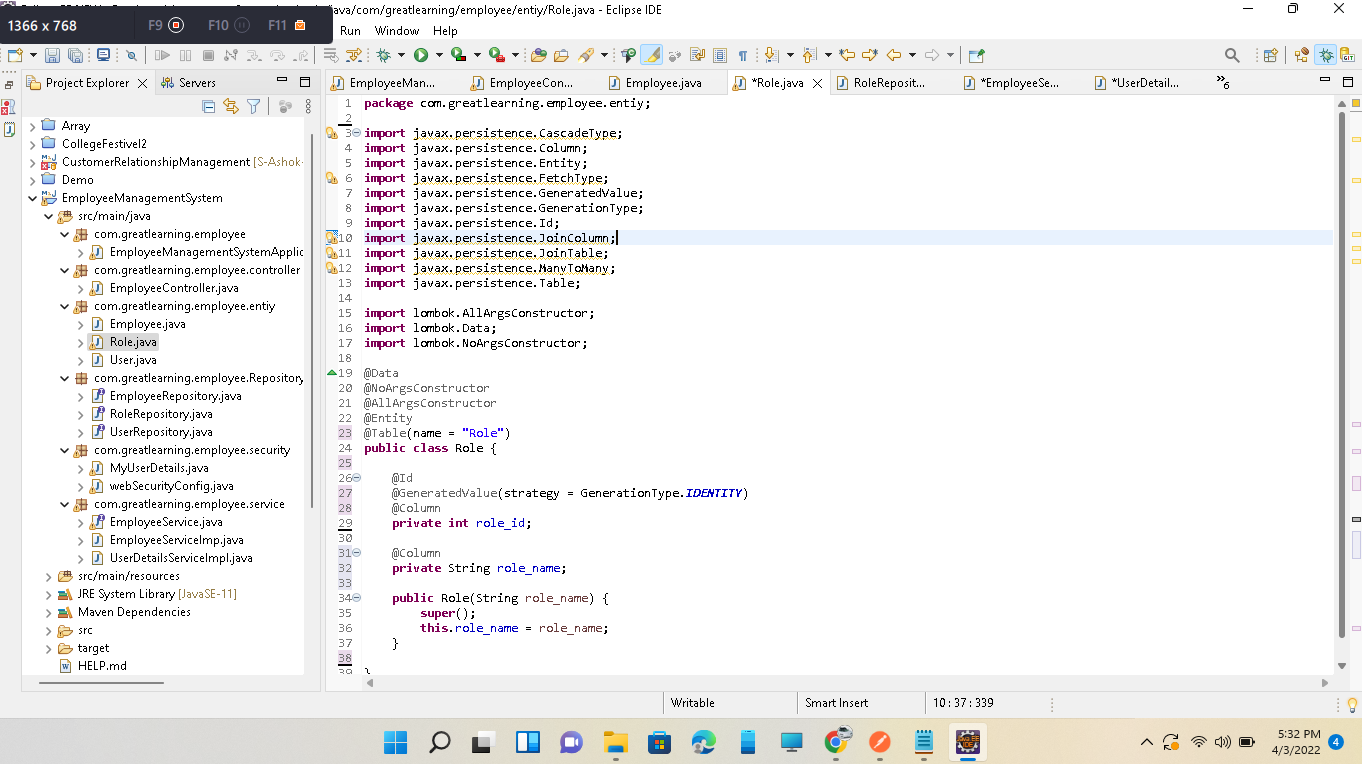 java/com/greatlearning/employee/entiy/Role.java - Eclipse IDE
1366 x 768 F9 F10 F11
Run Window Help
Project Explorer Servers
EmployeeMan... EmployeeCon... Employee.java *Role.java RoleReposit... *EmployeeSe... *UserDetail... »6
Array
CollegeFestivel2
CustomerRelationshipManagement [S-Ashok-
Demo
EmployeeManagementSystem
src/main/java
com.greatlearning.employee
EmployeeManagementSystemApplic
com.greatlearning.employee.controller
EmployeeController.java
com.greatlearning.employee.entiy
Employee.java
Role.java
User.java
com.greatlearning.employee.Repository
EmployeeRepository.java
RoleRepository.java
UserRepository.java
com.greatlearning.employee.security
MyUserDetails.java
webSecurityConfig.java
com.greatlearning.employee.service
EmployeeService.java
EmployeeServiceImp.java
UserDetailsServiceImpl.java
src/main/resources
JRE System Library [JavaSE-11]
Maven Dependencies
src
target
HELP.md
1 package com.greatlearning.employee.entiy;
2
3 import javax.persistence.CascadeType;
4 import javax.persistence.Column;
5 import javax.persistence.Entity;
6 import javax.persistence.FetchType;
7 import javax.persistence.GeneratedValue;
8 import javax.persistence.GenerationType;
9 import javax.persistence.Id;
10 import javax.persistence.JoinColumn;
11 import javax.persistence.JoinTable;
12 import javax.persistence.ManyToMany;
13 import javax.persistence.Table;
14
15 import lombok.AllArgsConstructor;
16 import lombok.Data;
17 import lombok.NoArgsConstructor;
18
19 @Data
20 @NoArgsConstructor
21 @AllArgsConstructor
22 @Entity
23 @Table(name = "Role")
24 public class Role {
25
26 @Id
27 @GeneratedValue(strategy = GenerationType.IDENTITY)
28 @Column
29 private int role_id;
30
31 @Column
32 private String role_name;
33
34 public Role(String role_name) {
35 super();
36 this.role_name = role_name;
37 }
38
39 }
Writable Smart Insert 10 : 37 : 339
5:32 PM
4/3/2022 4